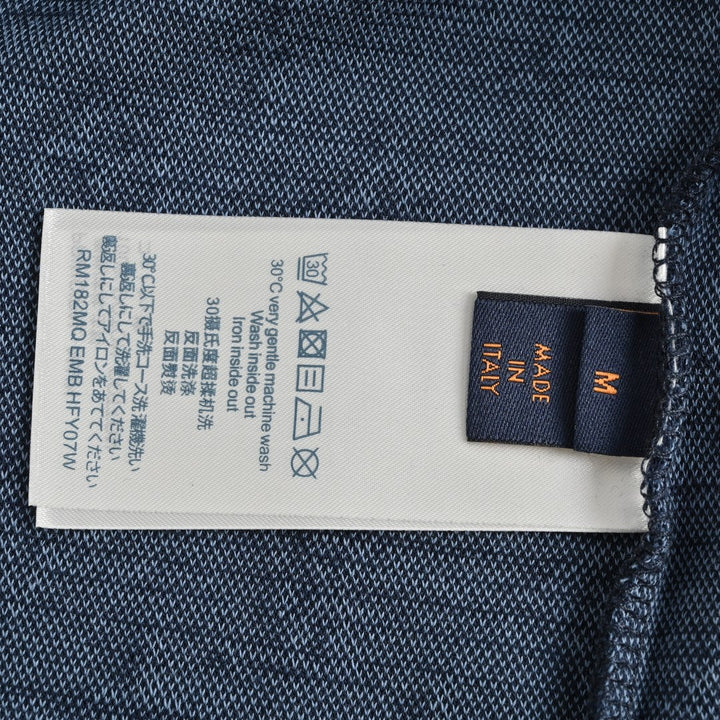 30
30°C very gentle machine wash
Wash inside out
Iron inside out
30摄氏度超柔机洗
反面洗涤
反面熨烫
30℃以下で手洗コース洗濯機洗い
裏返しにして洗濯してください
裏返しにしてアイロンをあててください
RM182MQ EMB HFY07W
MADE
IN
ITALY
M